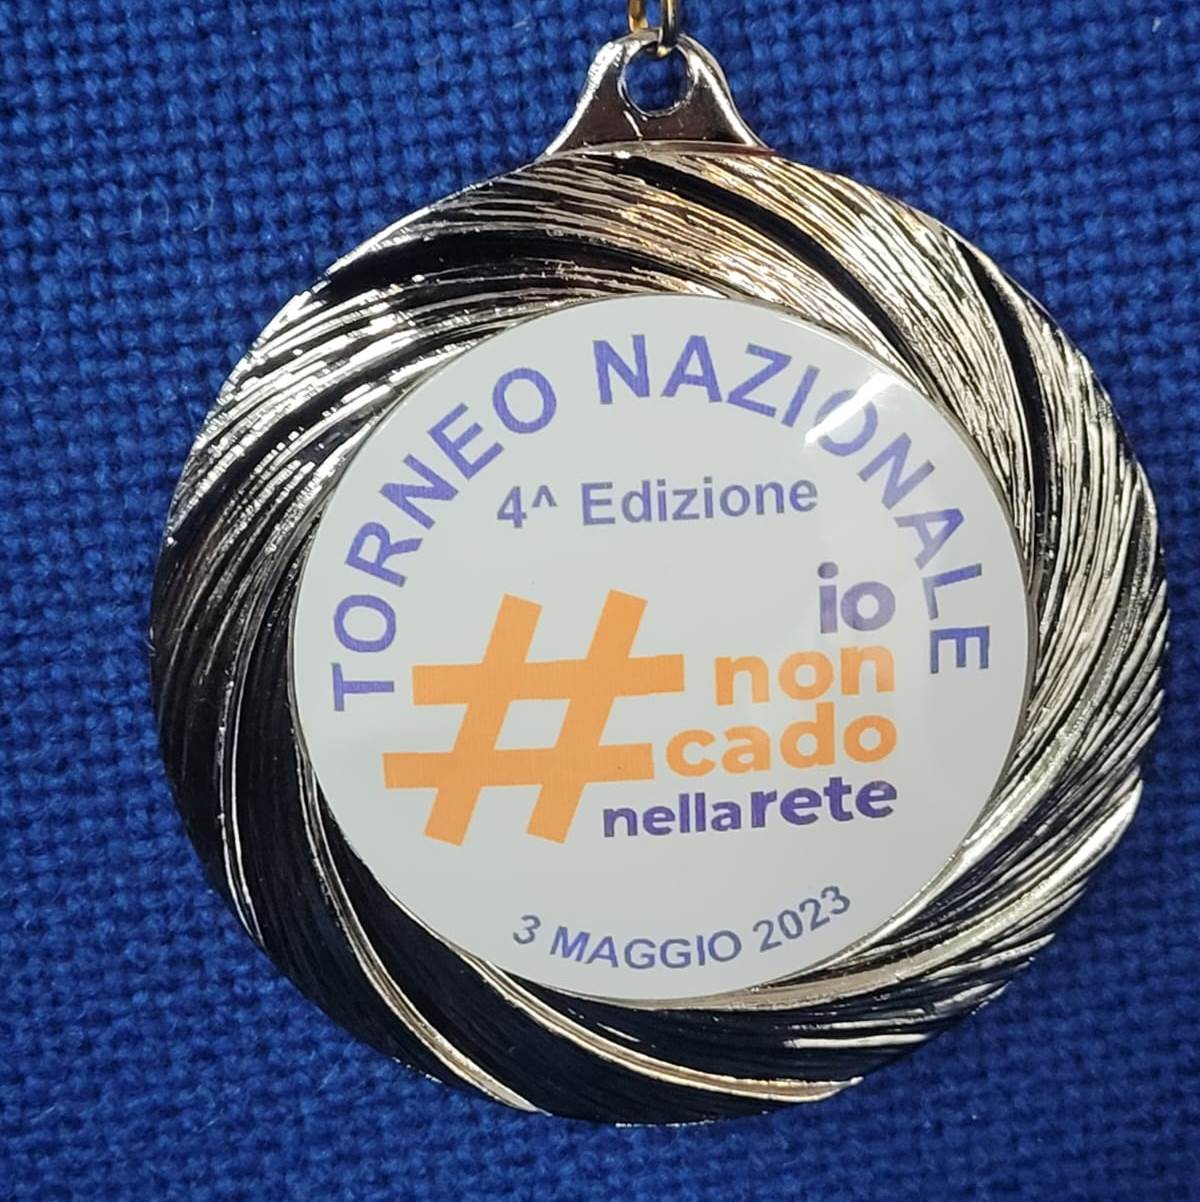 TORNEO NAZIONALE
4^ Edizione
#
io
non
cado
nellarete
3 MAGGIO 2023